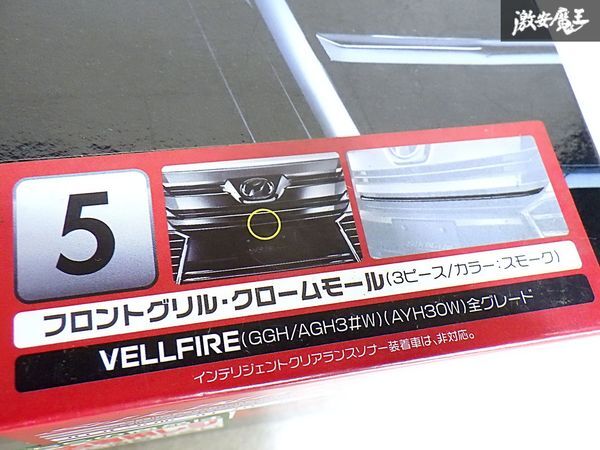 激安魔王
5
フロントグリル・クロームモール(3ピース/カラー:スモーク)
VELLFIRE(GGH/AGH3#W)(AYH30W)全グレード
インテリジェントクリアランスソナー装着車は、非対応。